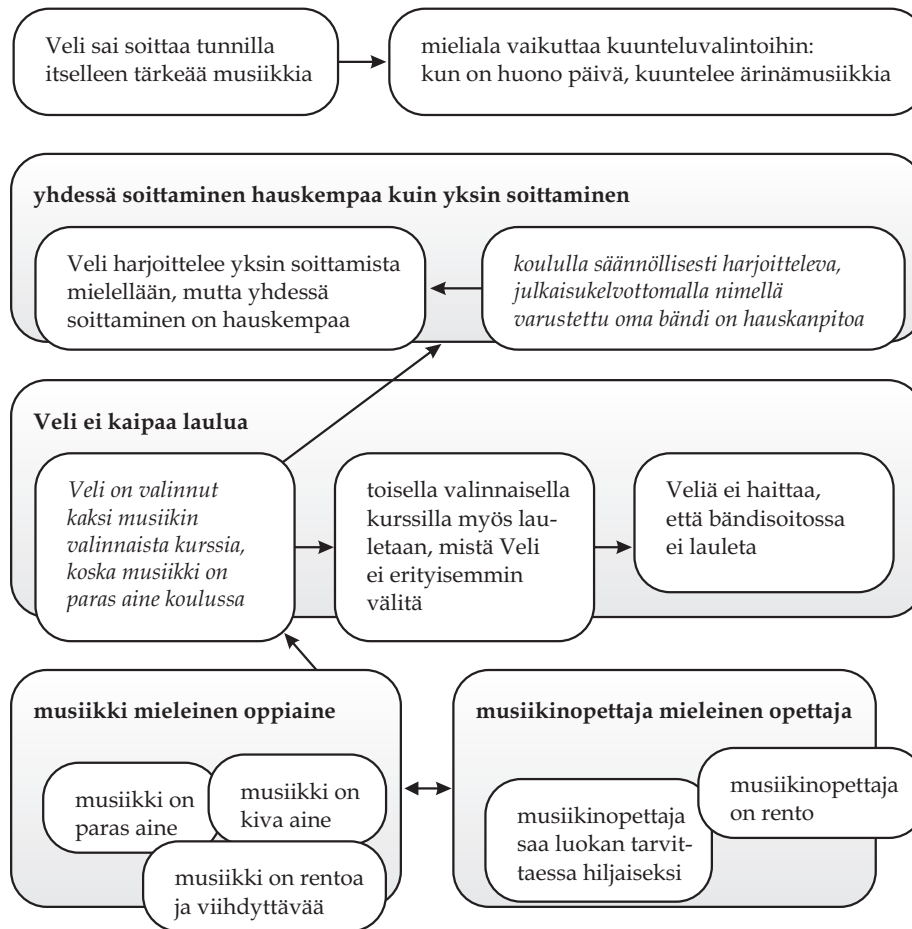 Veli sai soittaa tunnilla
itselleen tärkeää musiikkia
mieliala vaikuttaa kuunteluvalintoihin:
kun on huono päivä, kuuntelee ärinämusiikkia
yhdessä soittaminen hauskempaa kuin yksin soittaminen
Veli harjoittelee yksin soittamista
mielellään, mutta yhdessä
soittaminen on hauskempaa
koululla säännöllisesti harjoitteleva,
julkaisukelvottomalla nimellä
varustettu oma bändi on hauskanpitoa
Veli ei kaipaa laulua
Veli on valinnut
kaksi musiikin
valinnaista kurssia,
koska musiikki on
paras aine koulussa
toisella valinnaisella
kurssilla myös lau-
letaan, mistä Veli
ei erityisemmin
välitä
Veliä ei haittaa,
että bändisoitossa
ei lauleta
musiikki mieleinen oppiaine
musiikki on
paras aine
musiikki on
kiva aine
musiikki on rentoa
ja viihdyttävää
musiikinopettaja mieleinen opettaja
musiikinopettaja
saa luokan tarvit-
taessa hiljaiseksi
musiikinopettaja
on rento